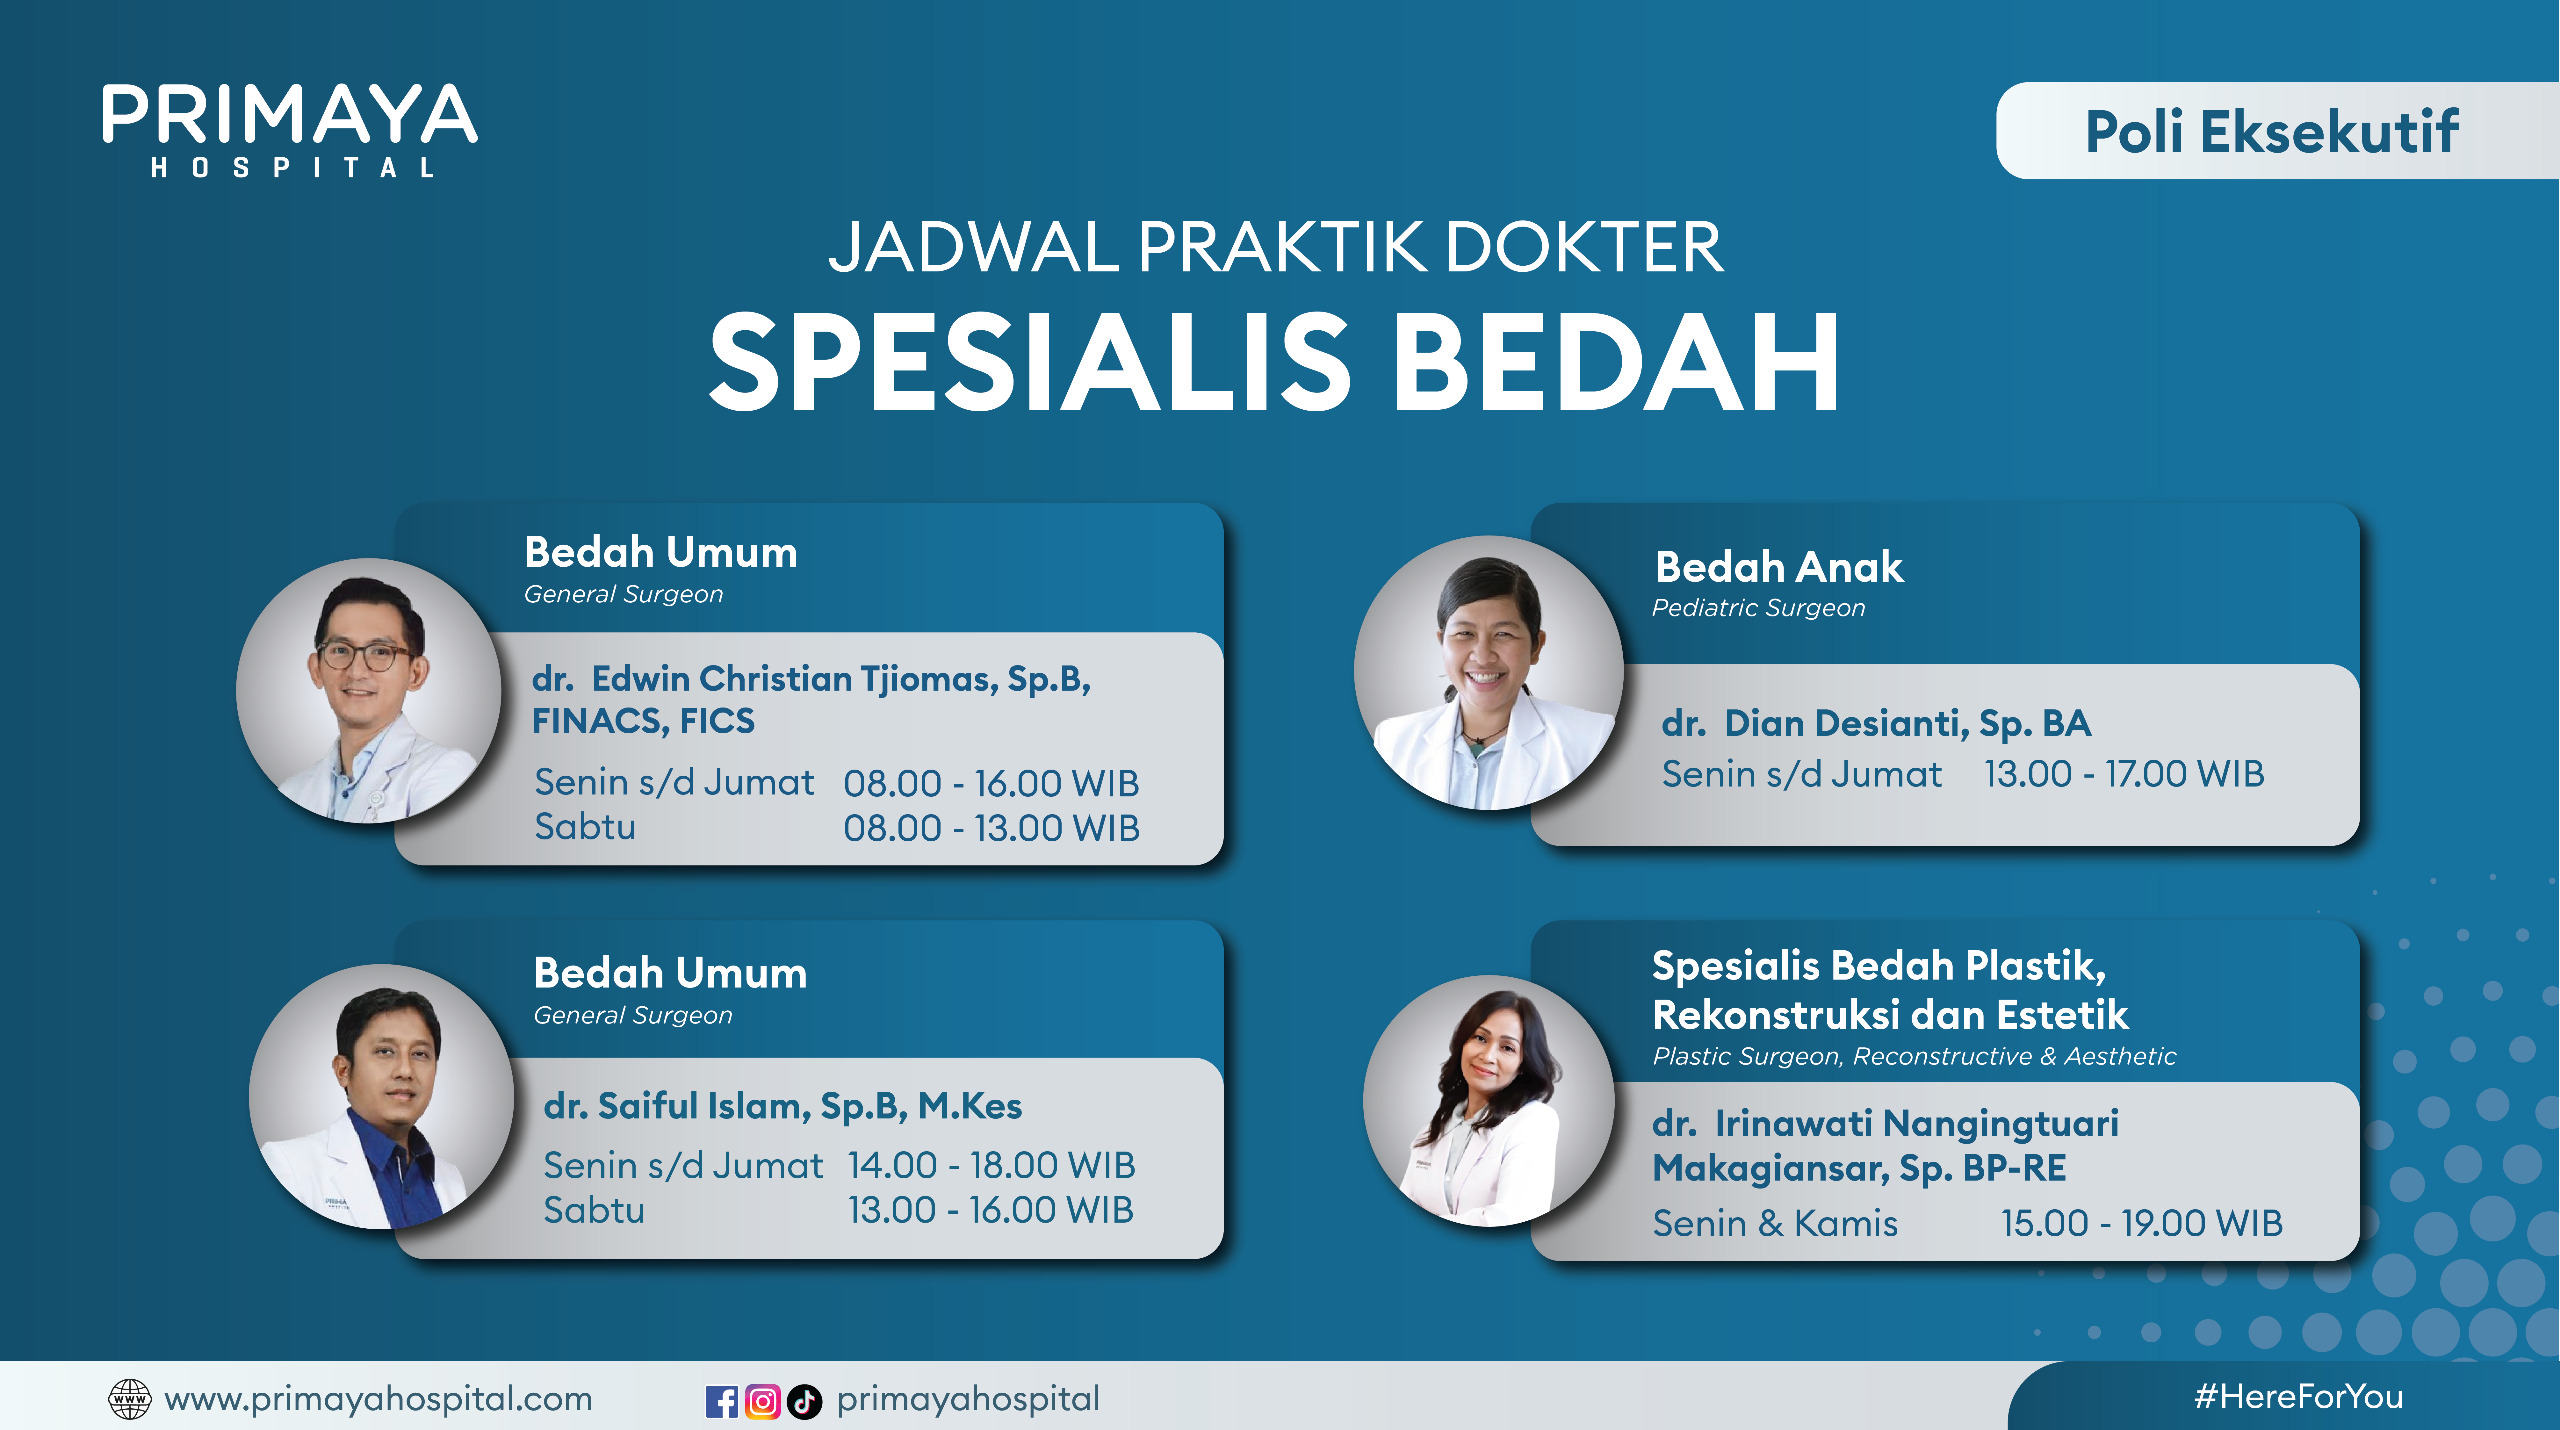 PRIMAYA
HOSPITAL
Poli Eksekutif
JADWAL PRAKTIK DOKTER
SPESIALIS BEDAH
Bedah Umum
General Surgeon
dr. Edwin Christian Tjiomas, Sp.B,
FINACS, FICS
Senin s/d Jumat 08.00 - 16.00 WIB
Sabtu 08.00 - 13.00 WIB
Bedah Anak
Pediatric Surgeon
dr. Dian Desianti, Sp. BA
Senin s/d Jumat 13.00 - 17.00 WIB
Bedah Umum
General Surgeon
dr. Saiful Islam, Sp.B, M.Kes
Senin s/d Jumat 14.00 - 18.00 WIB
Sabtu 13.00 - 16.00 WIB
Spesialis Bedah Plastik,
Rekonstruksi dan Estetik
Plastic Surgeon, Reconstructive & Aesthetic
dr. Irinawati Nangingtuari
Makagiansar, Sp. BP-RE
Senin & Kamis 15.00 - 19.00 WIB
www.primayahospital.com
primayahospital
#HereForYou